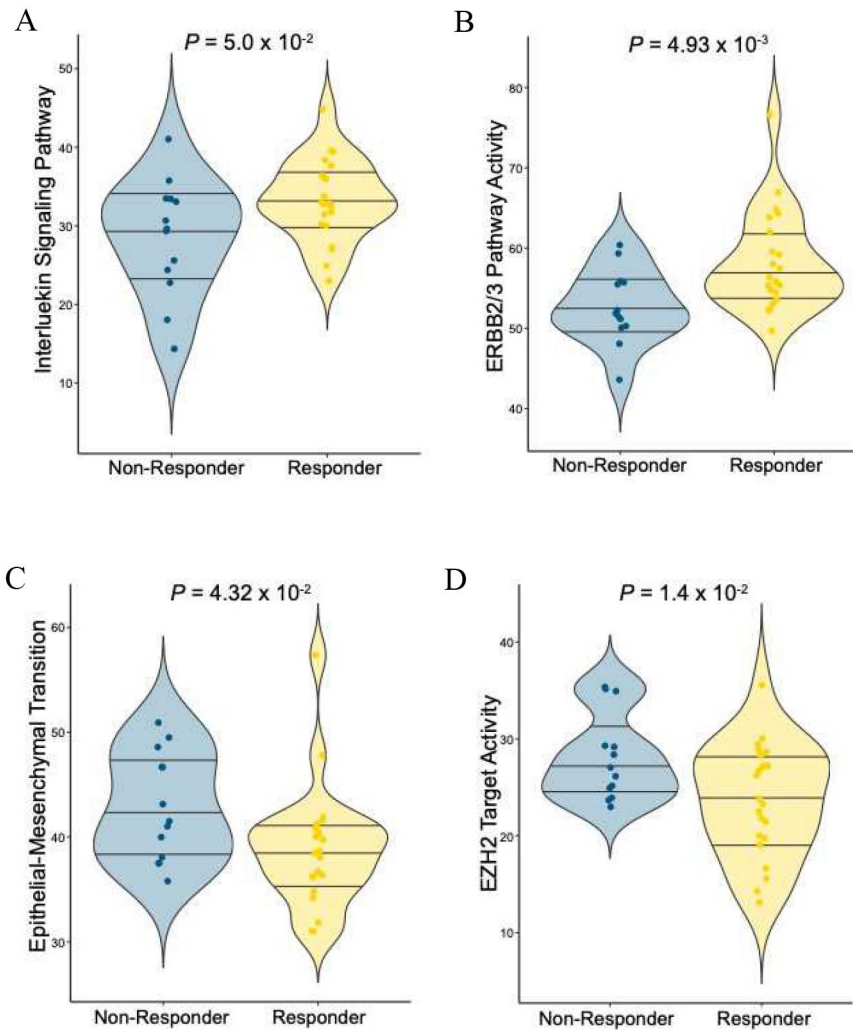 A
P = 5.0 x 10-2
Interluekin Signaling Pathway
50
40
30
20
10
Non-Responder
Responder
B
P = 4.93 x 10-3
ERBB2/3 Pathway Activity
80
70
60
50
40
Non-Responder
Responder
C
P = 4.32 x 10-2
Epithelial-Mesenchymal Transition
60
50
40
30
Non-Responder
Responder
D
P = 1.4 x 10-2
EZH2 Target Activity
40
30
20
10
Non-Responder
Responder